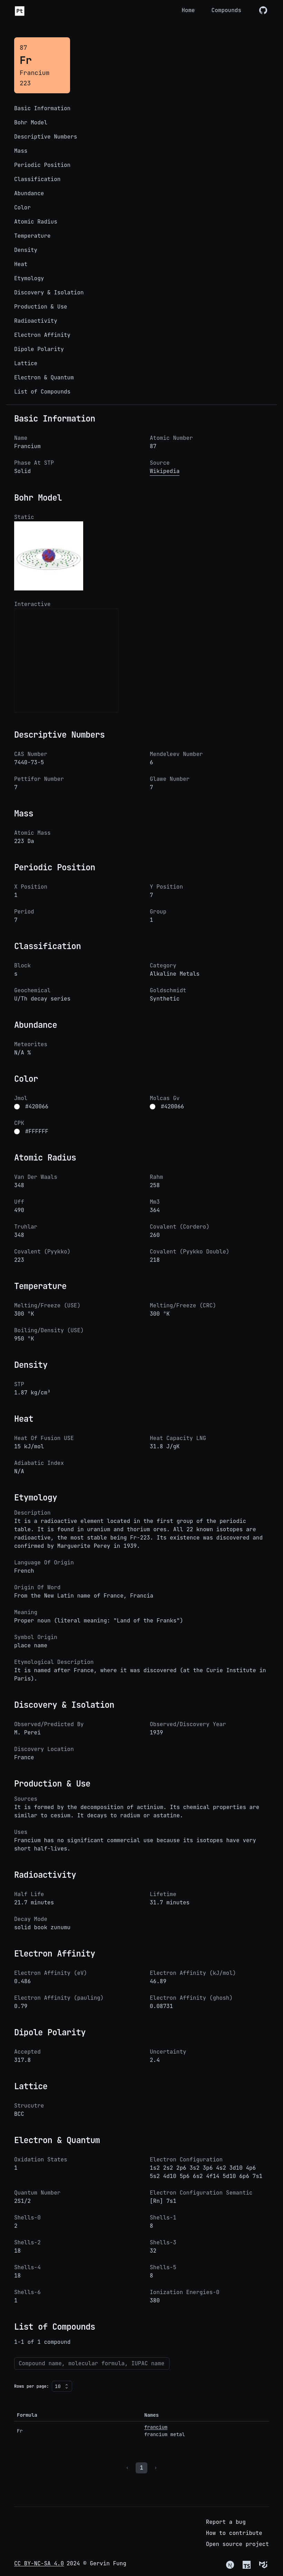 Pt
Home
Compounds
87
Fr
Francium
223
Basic Information
Bohr Model
Descriptive Numbers
Mass
Periodic Position
Classification
Abundance
Color
Atomic Radius
Temperature
Density
Heat
Etymology
Discovery & Isolation
Production & Use
Radioactivity
Electron Affinity
Dipole Polarity
Lattice
Electron & Quantum
List of Compounds
Basic Information
Name
Francium
Atomic Number
87
Phase At STP
Solid
Source
Wikipedia
Bohr Model
Static
Interactive
Descriptive Numbers
CAS Number
7440-73-5
Mendeleev Number
6
Pettifor Number
7
Glawe Number
7
Mass
Atomic Mass
223 Da
Periodic Position
X Position
1
Y Position
7
Period
7
Group
1
Classification
Block
s
Category
Alkaline Metals
Geochemical
U/Th decay series
Goldschmidt
Synthetic
Abundance
Meteorites
N/A %
Color
Jmol
#420066
Molcas Gv
#420066
CPK
#FFFFFF
Atomic Radius
Van Der Waals
348
Rahm
258
Uff
490
Mm3
364
Truhlar
348
Covalent (Cordero)
260
Covalent (Pyykko)
223
Covalent (Pyykko Double)
218
Temperature
Melting/Freeze (USE)
300 °K
Melting/Freeze (CRC)
300 °K
Boiling/Density (USE)
950 °K
Density
STP
1.87 kg/cm³
Heat
Heat Of Fusion USE
15 kJ/mol
Heat Capacity LNG
31.8 J/gK
Adiabatic Index
N/A
Etymology
Description
It is a radioactive element located in the first group of the periodic
table. It is found in uranium and thorium ores. All 22 known isotopes are
radioactive, the most stable being Fr-223. Its existence was discovered and
confirmed by Marguerite Perey in 1939.
Language Of Origin
French
Origin Of Word
From the New Latin name of France, Francia
Meaning
Proper noun (literal meaning: "Land of the Franks")
Symbol Origin
place name
Etymological Description
It is named after France, where it was discovered (at the Curie Institute in
Paris).
Discovery & Isolation
Observed/Predicted By
M. Perei
Observed/Discovery Year
1939
Discovery Location
France
Production & Use
Sources
It is formed by the decomposition of actinium. Its chemical properties are
similar to cesium. It decays to radium or astatine.
Uses
Francium has no significant commercial use because its isotopes have very
short half-lives.
Radioactivity
Half Life
21.7 minutes
Lifetime
31.7 minutes
Decay Mode
solid book zunumu
Electron Affinity
Electron Affinity (eV)
0.486
Electron Affinity (kJ/mol)
46.89
Electron Affinity (pauling)
0.79
Electron Affinity (ghosh)
0.08731
Dipole Polarity
Accepted
317.8
Uncertainty
2.4
Lattice
Strucutre
BCC
Electron & Quantum
Oxidation States
1
Electron Configuration
1s2 2s2 2p6 3s2 3p6 4s2 3d10 4p6
5s2 4d10 5p6 6s2 4f14 5d10 6p6 7s1
Quantum Number
2S1/2
Electron Configuration Semantic
[Rn] 7s1
Shells-0
2
Shells-1
8
Shells-2
18
Shells-3
32
Shells-4
18
Shells-5
8
Shells-6
1
Ionization Energies-0
380
List of Compounds
1-1 of 1 compound
Compound name, molecular formula, IUPAC name
Rows per page: 10
Formula
Names
Fr
francium
francium metal
1
Report a bug
How to contribute
Open source project
CC BY-NC-SA 4.0 2024 © Gervin Fung
N
TS